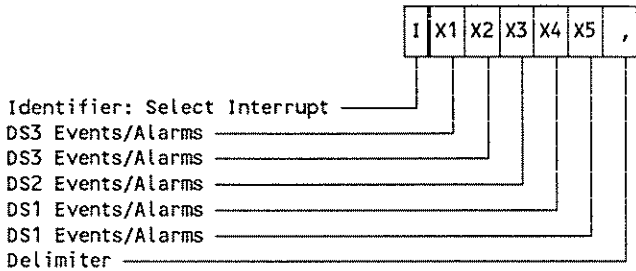 I X1 X2 X3 X4 X5 ,
Identifier: Select Interrupt
DS3 Events/Alarms
DS3 Events/Alarms
DS2 Events/Alarms
DS1 Events/Alarms
DS1 Events/Alarms
Delimiter